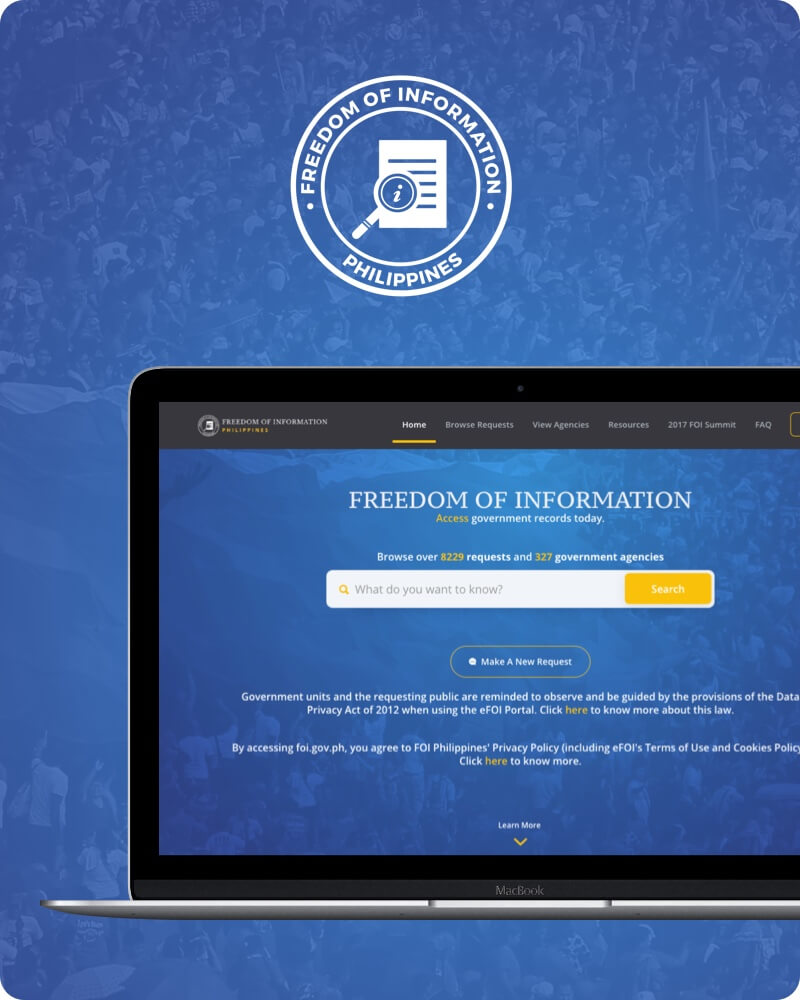 FREEDOM OF INFORMATION
PHILIPPINES
i
FREEDOM OF INFORMATION
PHILIPPINES
Home Browse Requests View Agencies Resources 2017 FOI Summit FAQ
FREEDOM OF INFORMATION
Access government records today.
Browse over 8229 requests and 327 government agencies
What do you want to know? Search
Make A New Request
Government units and the requesting public are reminded to observe and be guided by the provisions of the Data
Privacy Act of 2012 when using the eFOI Portal. Click here to know more about this law.
By accessing foi.gov.ph, you agree to FOI Philippines' Privacy Policy (including eFOI's Terms of Use and Cookies Policy
Click here to know more.
Learn More
MacBook